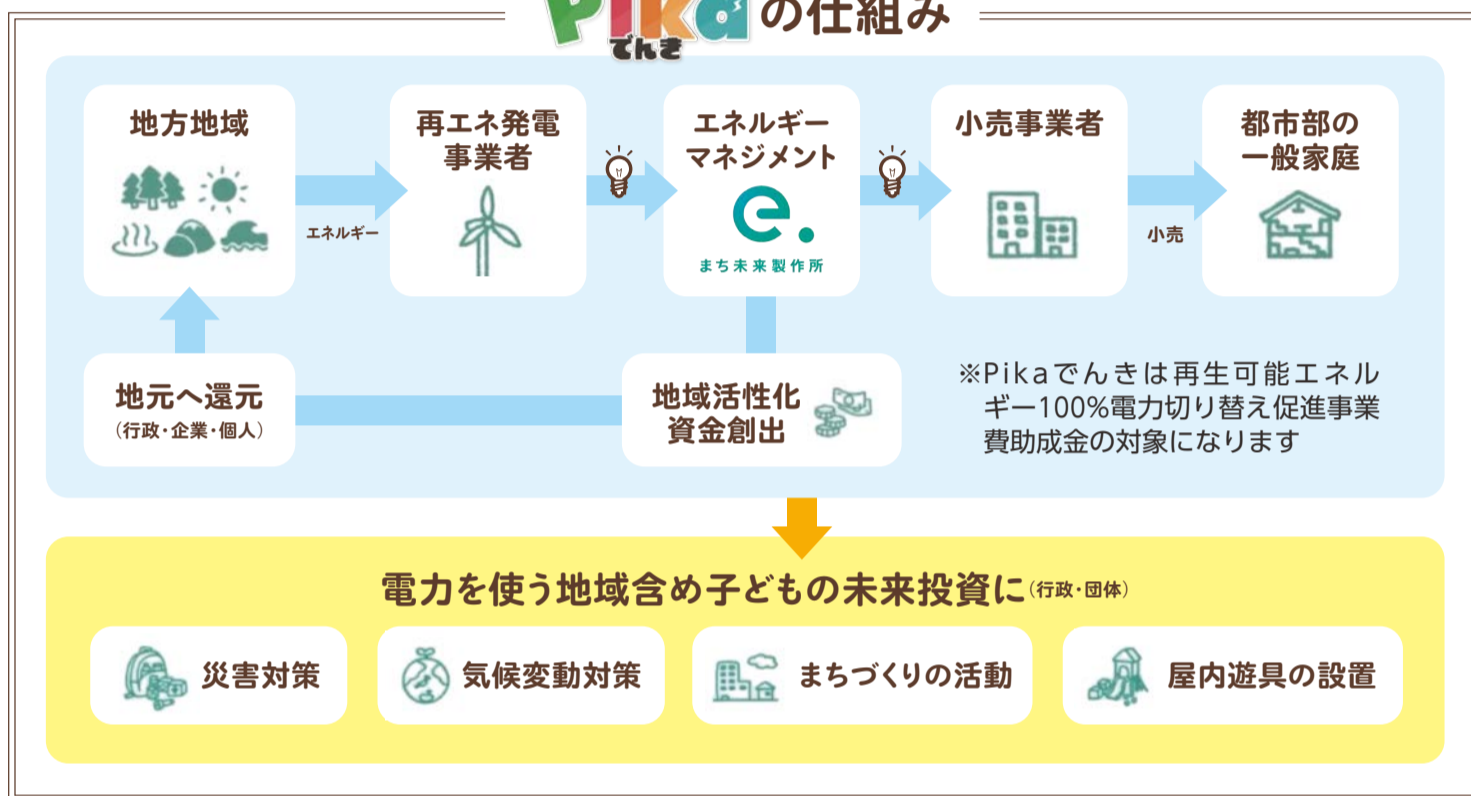 Pika の仕組み
でんき
地方地域
エネルギー
再エネ発電
事業者
エネルギー
マネジメント
e.
まち未来製作所
小売事業者
小売
都市部の
一般家庭
地元へ還元
(行政・企業・個人)
地域活性化
資金創出
※Pikaでんきは再生可能エネル
ギー100%電力切り替え促進事業
費助成金の対象になります
電力を使う地域含め子どもの未来投資に(行政・団体)
災害対策
気候変動対策
まちづくりの活動
屋内遊具の設置